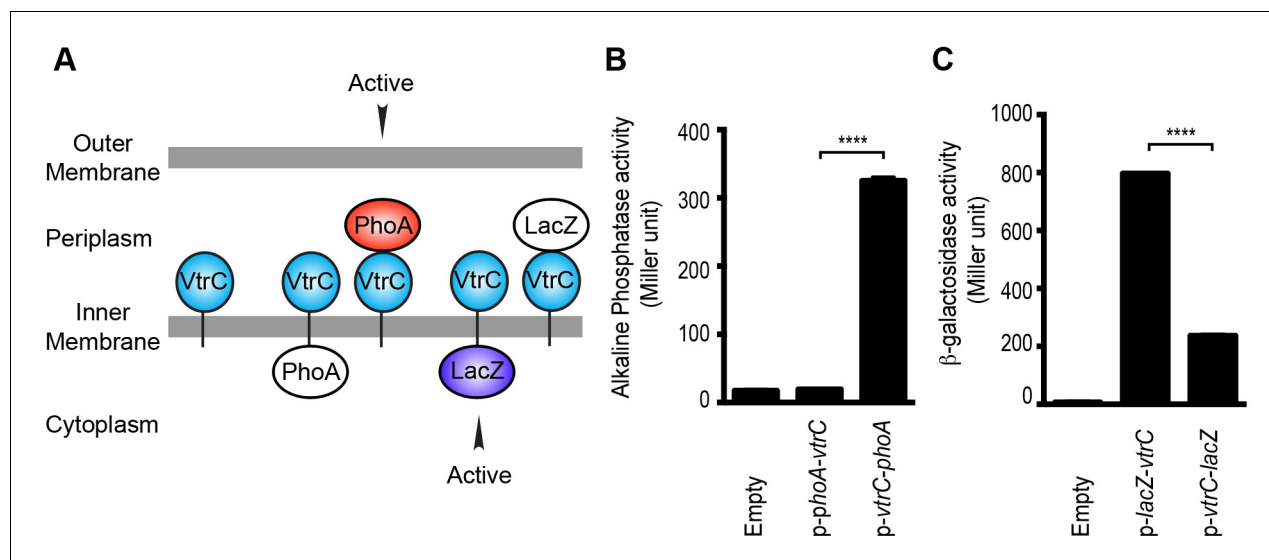 A
Active
Outer
Membrane
Periplasm
PhoA
LacZ
VtrC
VtrC
VtrC
VtrC
VtrC
Inner
Membrane
PhoA
LacZ
Cytoplasm
Active
B
Alkaline Phosphatase activity
(Miller unit)
400
300
200
100
0
****
Empty
p-phoA-vtrC
p-vtrC-phoA
C
β-galactosidase activity
(Miller unit)
1000
800
600
400
200
0
****
Empty
p-lacZ-vtrC
p-vtrC-lacZ